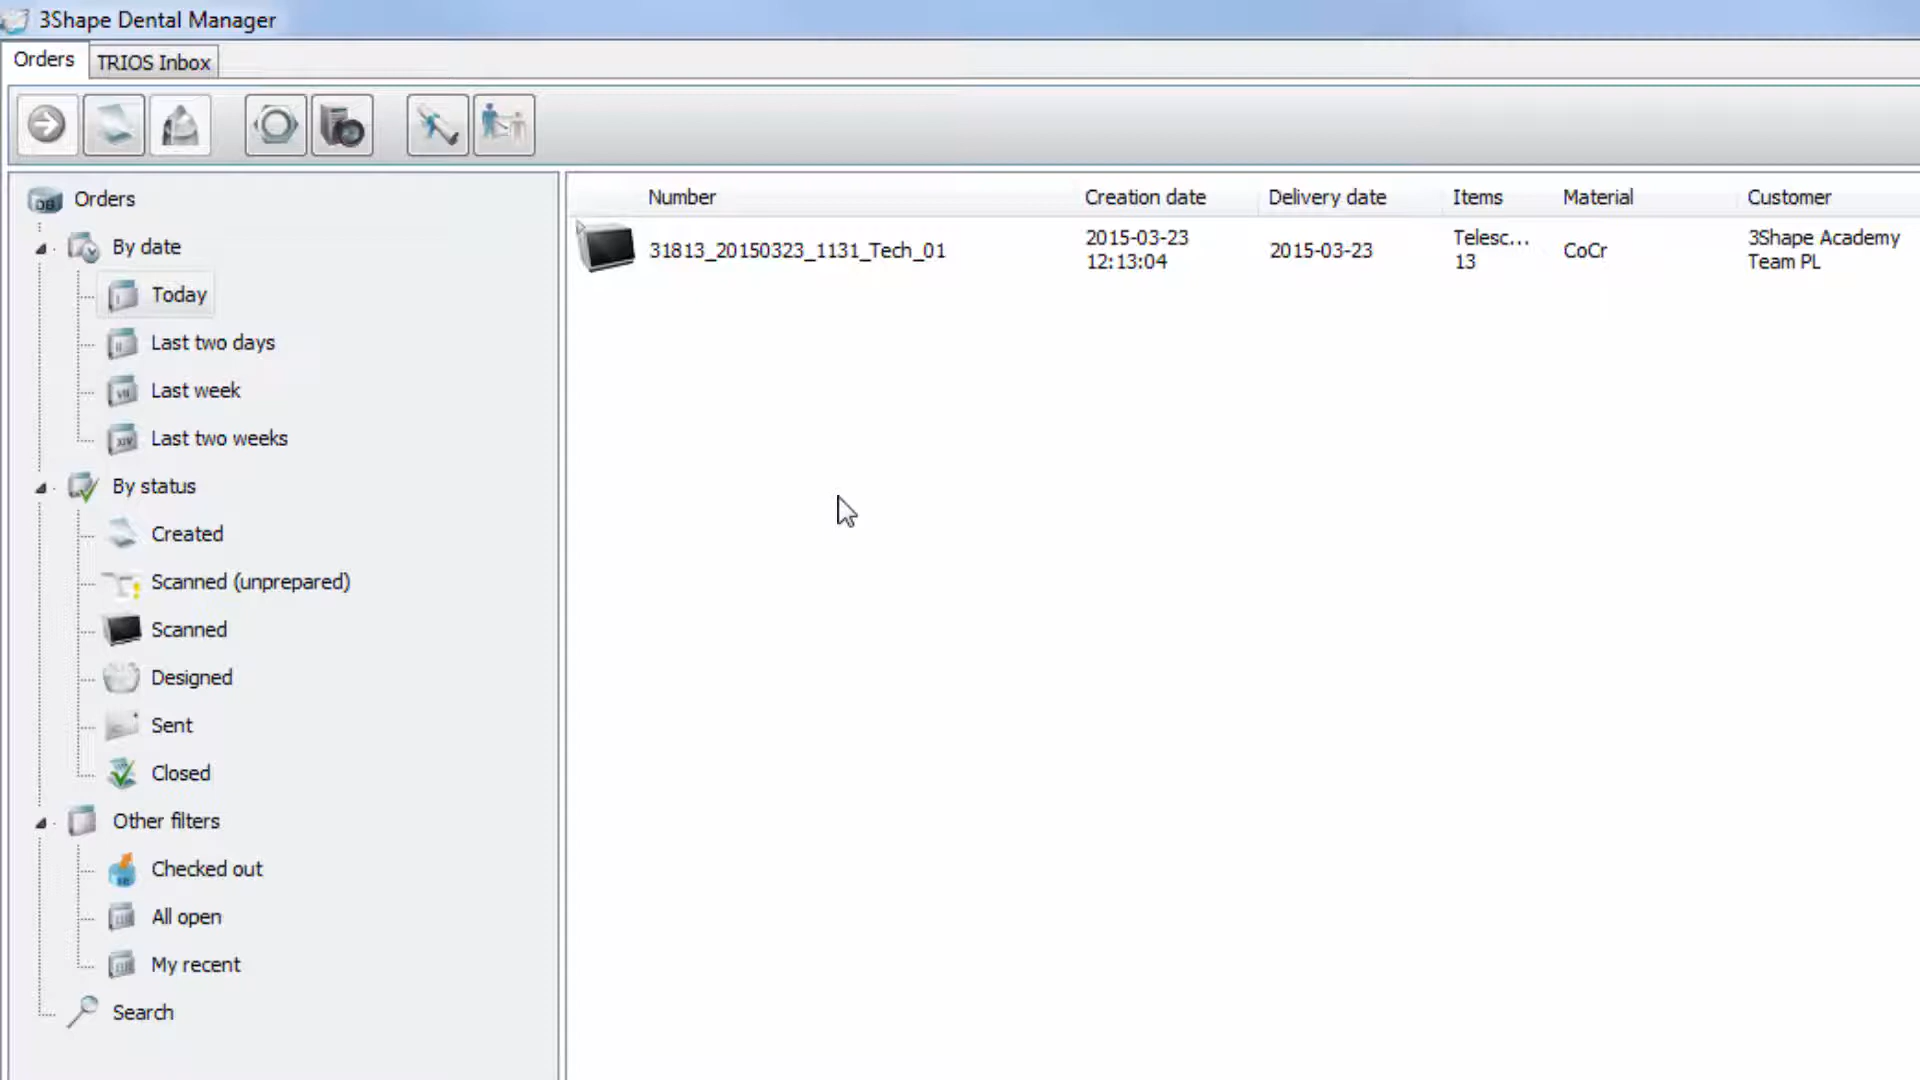 3Shape Dental Manager
Orders
TRIOS Inbox
Orders
By date
Today
Last two days
Last week
Last two weeks
By status
Created
Scanned (unprepared)
Scanned
Designed
Sent
Closed
Other filters
Checked out
All open
My recent
Search
Number Creation date Delivery date Items Material Customer
31813_20150323_1131_Tech_01 2015-03-23 12:13:04 2015-03-23 Telesc... 13 CoCr 3Shape Academy Team PL